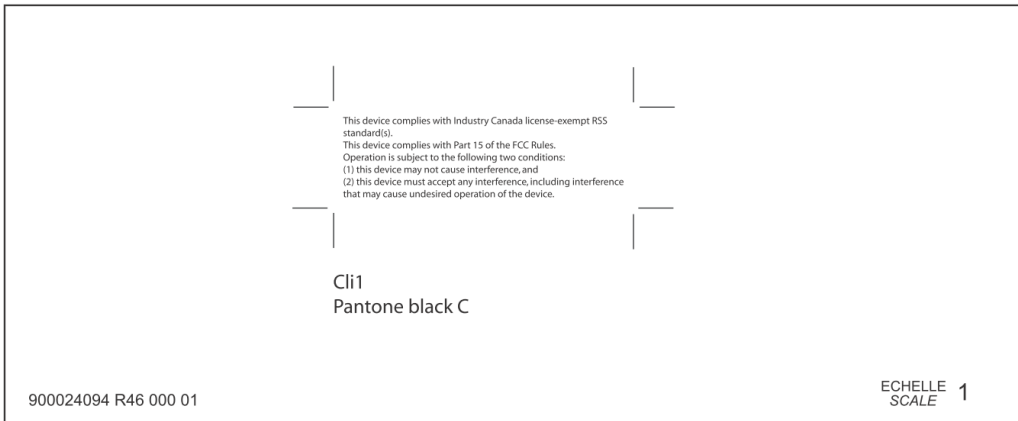 This device complies with Industry Canada license-exempt RSS
standard(s).
This device complies with Part 15 of the FCC Rules.
Operation is subject to the following two conditions:
(1) this device may not cause interference, and
(2) this device must accept any interference, including interference
that may cause undesired operation of the device.
Cli1
Pantone black C
900024094 R46 000 01
ECHELLE
SCALE 1